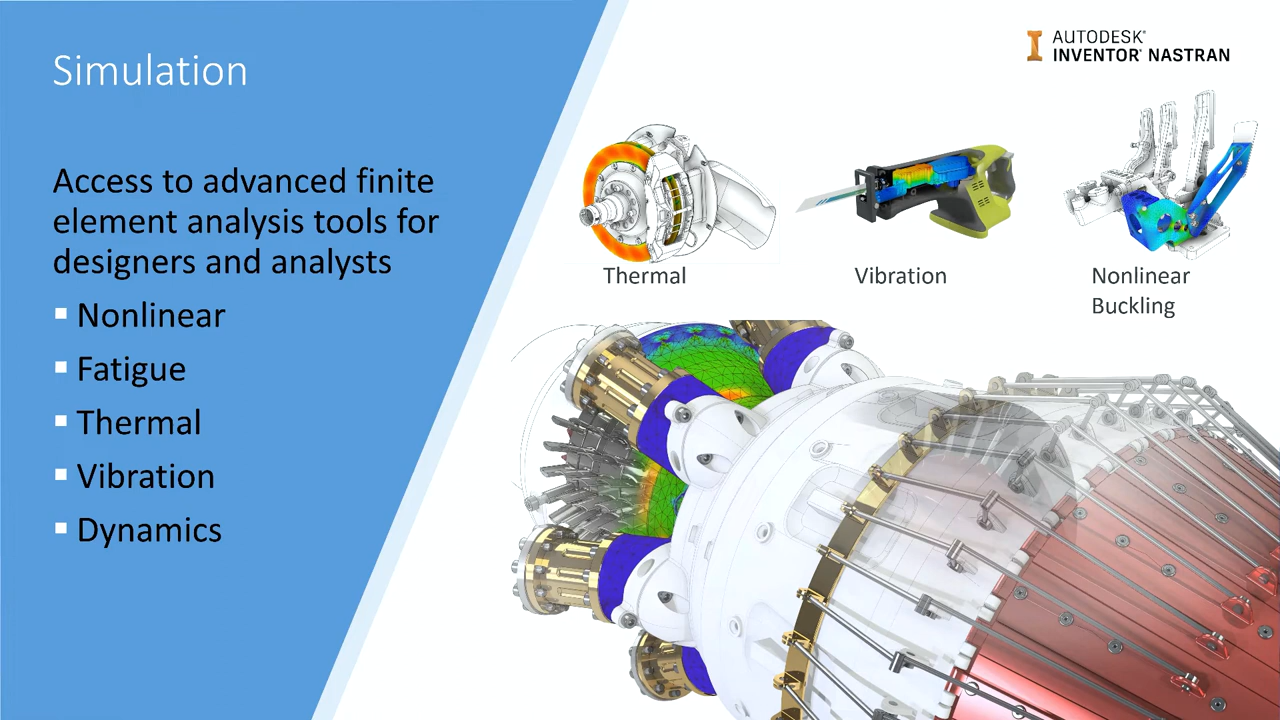 Simulation
AUTODESK®
INVENTOR® NASTRAN
Access to advanced finite
element analysis tools for
designers and analysts
Nonlinear
Fatigue
Thermal
Vibration
Dynamics
Thermal
Vibration
Nonlinear
Buckling